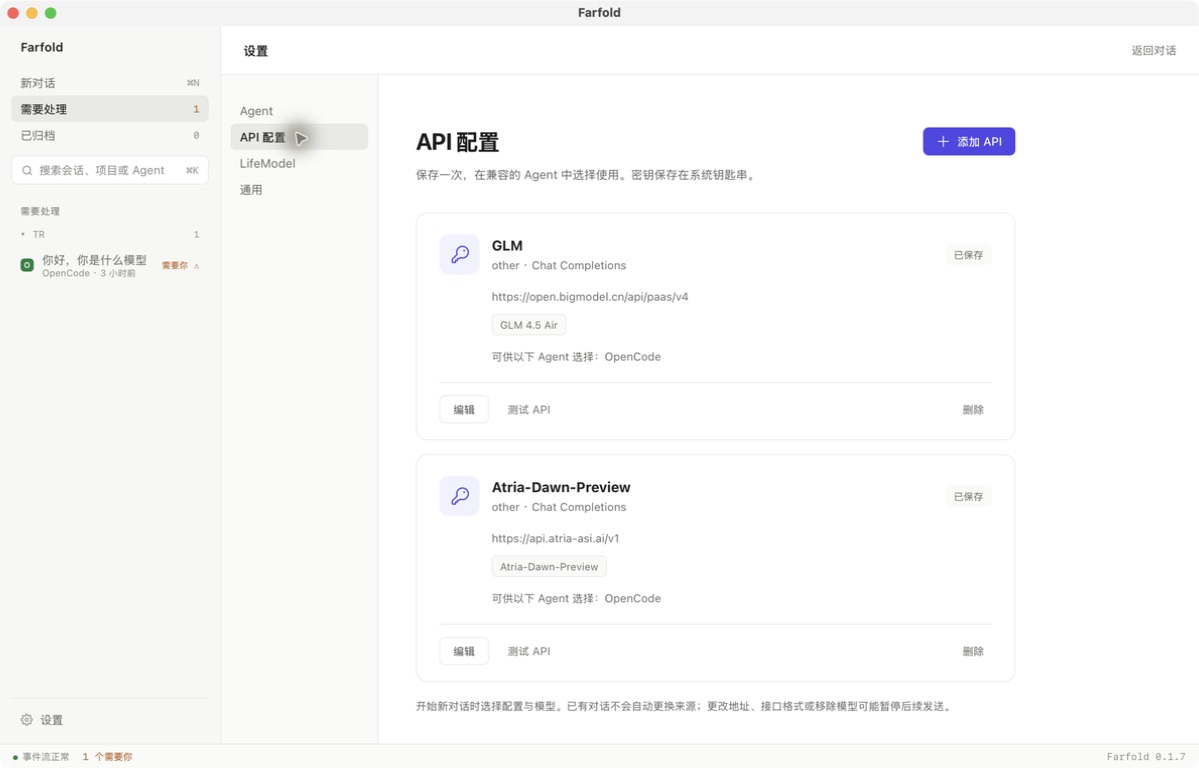 Farfold
Farfold
新对话 ⌘N
需要处理 1
已归档 0
搜索会话、项目或 Agent ⌘K
需要处理
• TR 1
你好，你是什么模型
OpenCode · 3 小时前
需要你 ⚠
设置
设置
返回对话
Agent
API 配置
LifeModel
通用
API 配置
添加 API
保存一次，在兼容的 Agent 中选择使用。密钥保存在系统钥匙串。
GLM
已保存
other · Chat Completions
https://open.bigmodel.cn/api/paas/v4
GLM 4.5 Air
可供以下 Agent 选择：OpenCode
编辑 测试 API 删除
Atria-Dawn-Preview
已保存
other · Chat Completions
https://api.atria-asi.ai/v1
Atria-Dawn-Preview
可供以下 Agent 选择：OpenCode
编辑 测试 API 删除
开始新对话时选择配置与模型。已有对话不会自动更换来源；更改地址、接口格式或移除模型可能暂停后续发送。
事件流正常 1 个需要你
Farfold 0.1.7